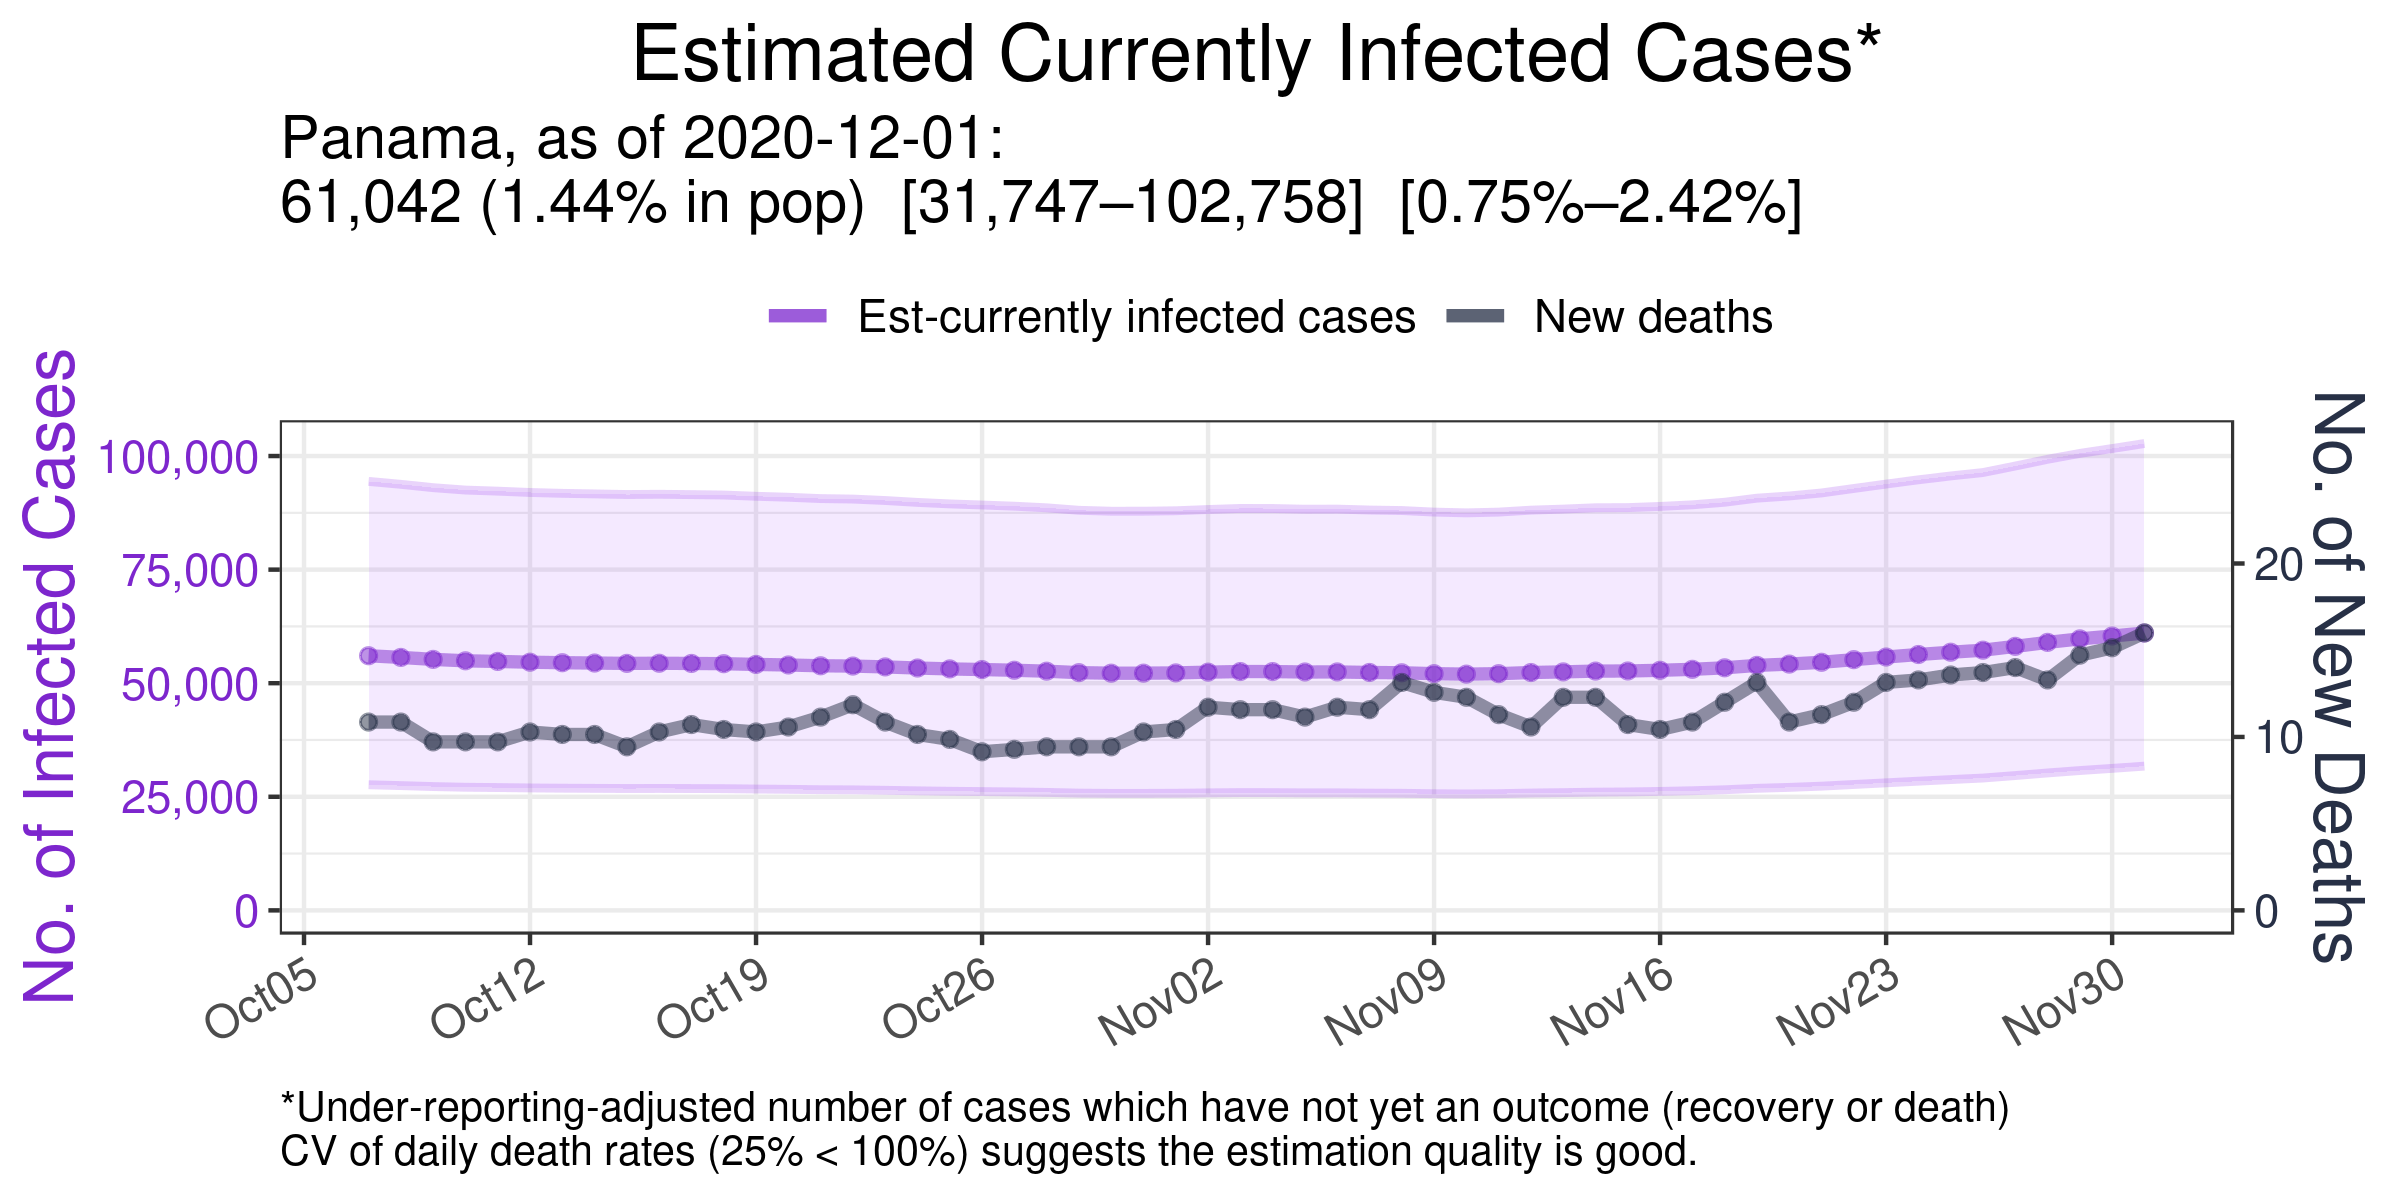 Estimated Currently Infected Cases*
Panama, as of 2020-12-01:
61,042 (1.44% in pop)  [31,747–102,758]  [0.75%–2.42%]
Est-currently infected cases
New deaths
No. of Infected Cases
100,000
75,000
50,000
25,000
0
20
10
0
No. of New Deaths
Oct05
Oct12
Oct19
Oct26
Nov02
Nov09
Nov16
Nov23
Nov30
*Under-reporting-adjusted number of cases which have not yet an outcome (recovery or death)
CV of daily death rates (25% < 100%) suggests the estimation quality is good.